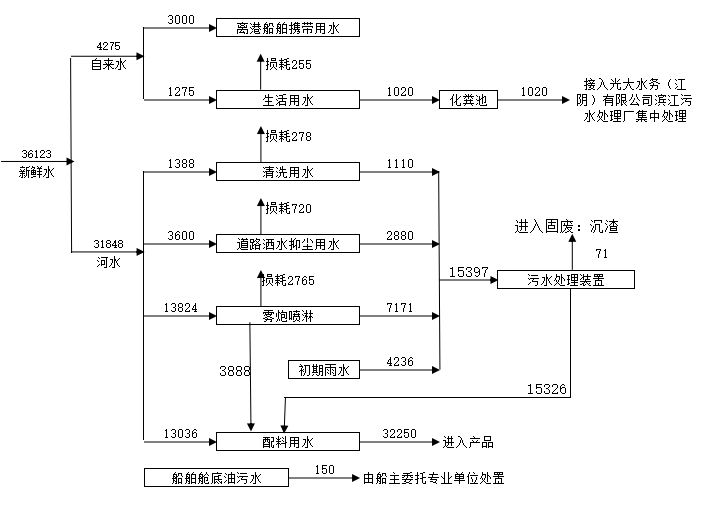 3000
离港船舶携带用水
4275
自来水
损耗255
1275
生活用水
1020
化粪池
1020
接入光大水务（江
阴）有限公司滨江污
水处理厂集中处理
36123
新鲜水
损耗278
1388
清洗用水
1110
31848
河水
损耗720
3600
道路洒水抑尘用水
2880
进入固废：沉渣
71
15397
污水处理装置
损耗2765
13824
雾炮喷淋
7171
3888
初期雨水
4236
15326
13036
配料用水
32250
进入产品
船舶舱底油污水
150
由船主委托专业单位处置